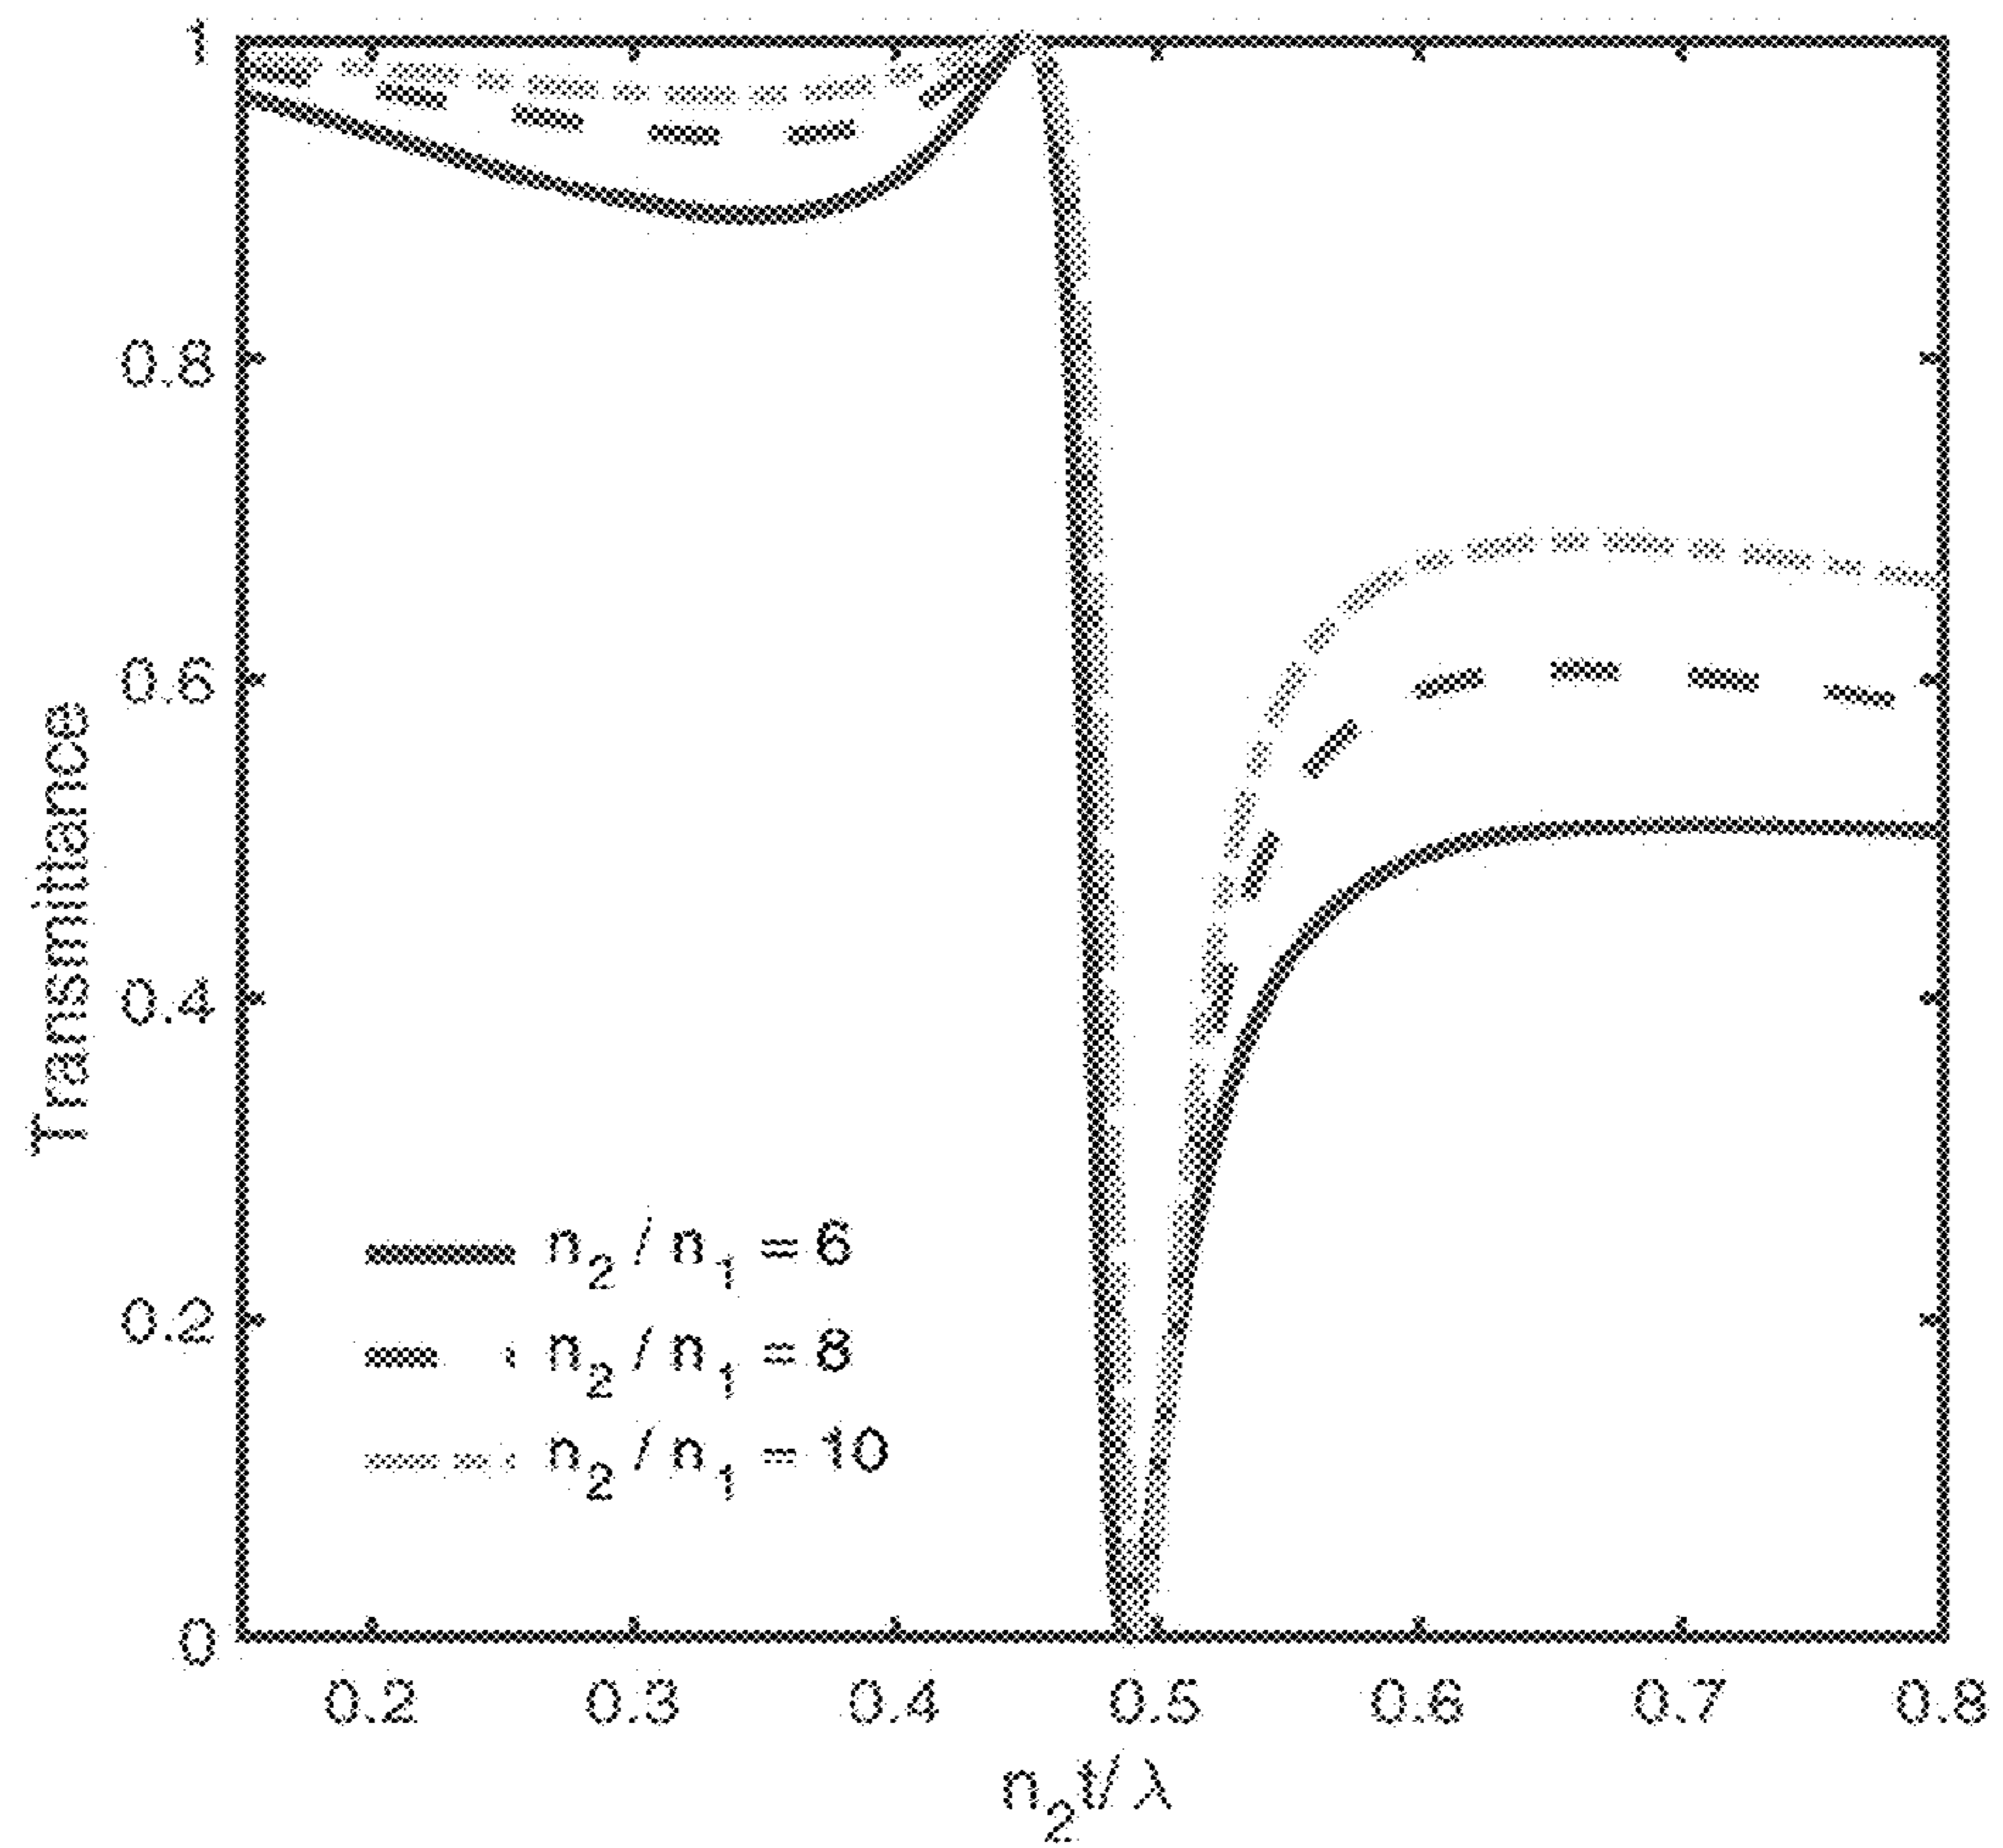 1
0.8
0.6
0.4
0.2
0
Transmittance
n₂ / n₁ = 6
n₂ / n₁ = 8
n₂ / n₁ = 10
0.2 0.3 0.4 0.5 0.6 0.7 0.8
n₂t/λ